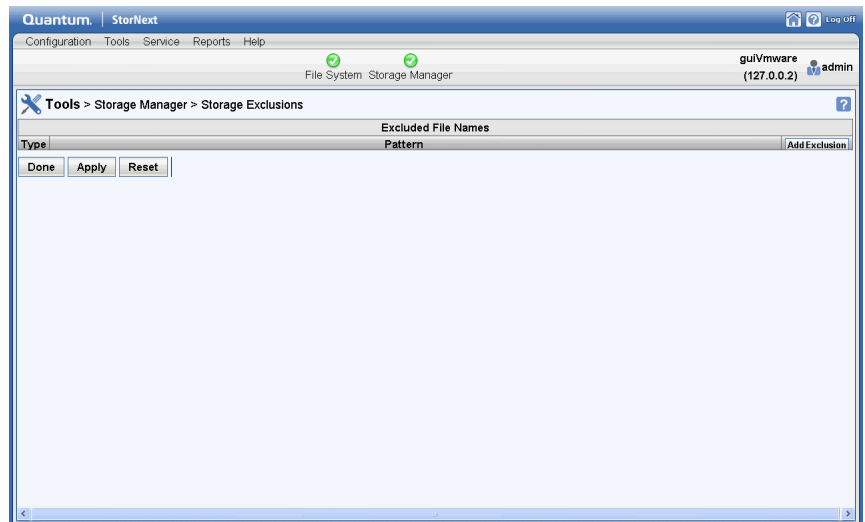 Quantum. StorNext Log Off
Configuration Tools Service Reports Help
File System Storage Manager
guiVmware
(127.0.0.2)
admin
Tools > Storage Manager > Storage Exclusions
Excluded File Names
Type Pattern Add Exclusion
Done Apply Reset